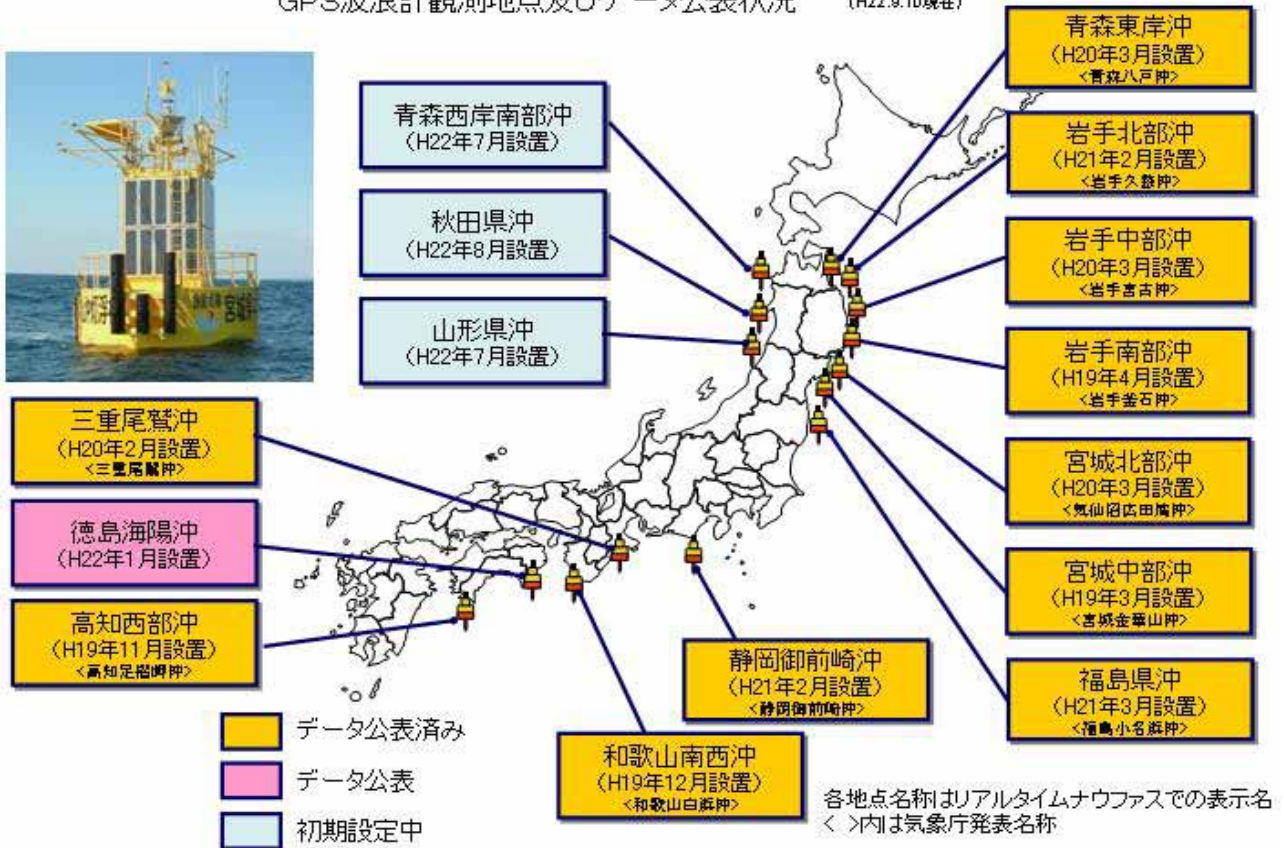 GPS波浪計観測地点及びデータ公表状況
(H22.9.10現在)
青森東岸沖
(H20年3月設置)
<青森八戸沖>
青森西岸南部沖
(H22年7月設置)
岩手北部沖
(H21年2月設置)
<岩手久慈沖>
秋田県沖
(H22年8月設置)
岩手中部沖
(H20年3月設置)
<岩手宮古沖>
山形県沖
(H22年7月設置)
岩手南部沖
(H19年4月設置)
<岩手釜石沖>
三重尾鷲沖
(H20年2月設置)
<三重尾鷲沖>
宮城北部沖
(H20年3月設置)
<気仙沼広田湾沖>
徳島海陽沖
(H22年1月設置)
宮城中部沖
(H19年3月設置)
<宮城金華山沖>
高知西部沖
(H19年11月設置)
<高知足摺岬沖>
静岡御前崎沖
(H21年2月設置)
<静岡御前崎沖>
福島県沖
(H21年3月設置)
<福島小名浜沖>
和歌山南西沖
(H19年12月設置)
<和歌山白浜沖>
データ公表済み
データ公表
初期設定中
各地点名称はリアルタイムナウファスでの表示名
< >内は気象庁発表名称